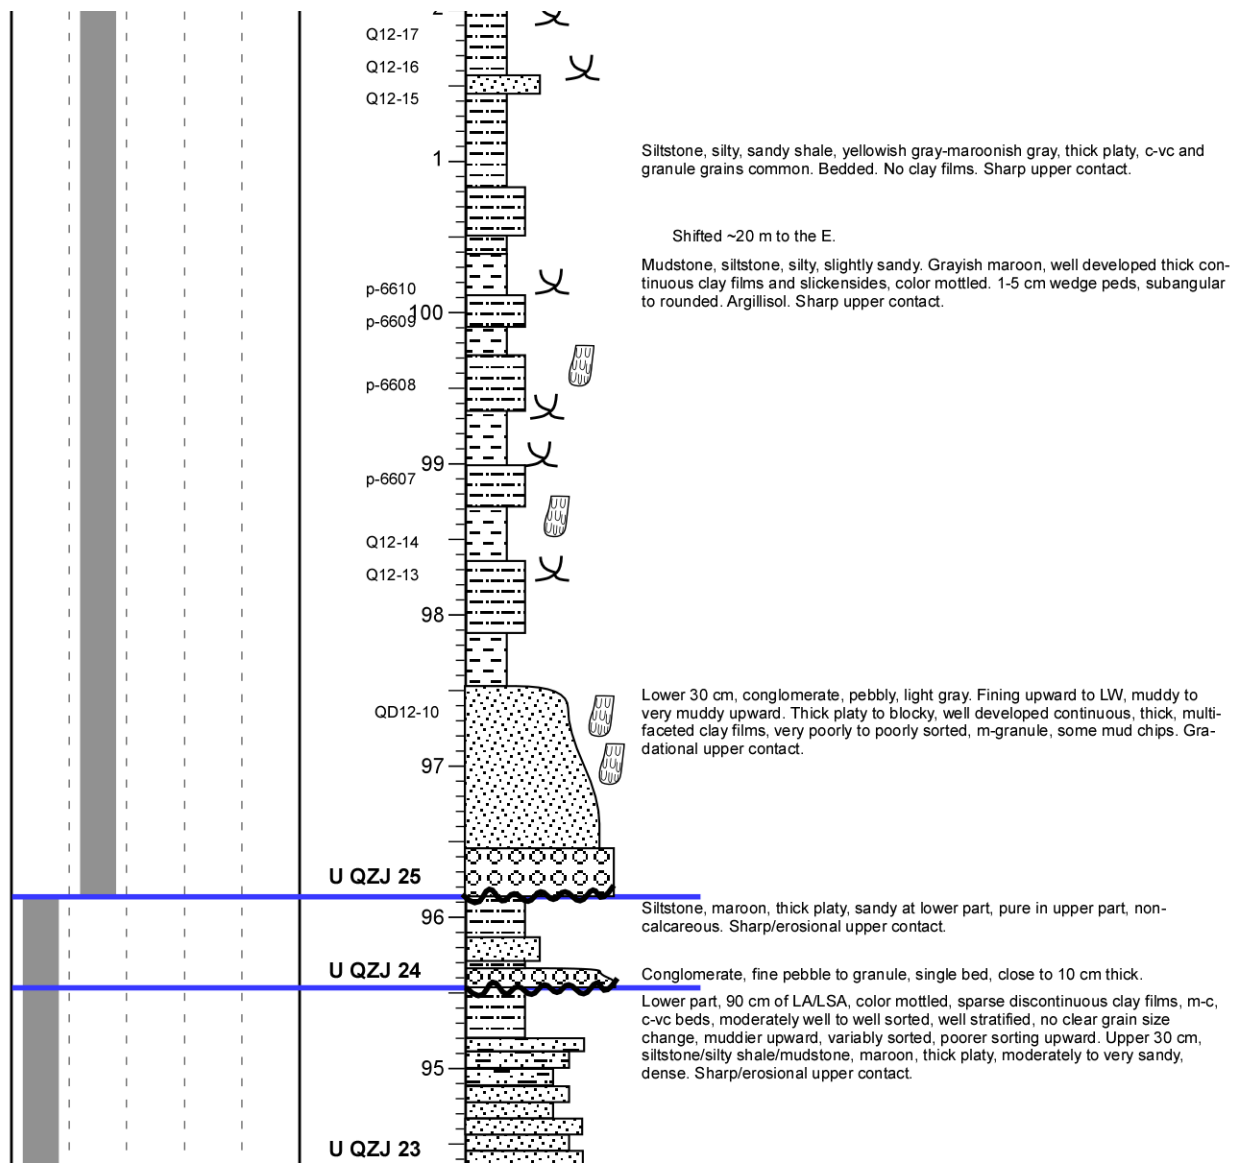 2
Q12-17
Q12-16
Q12-15
1
Siltstone, silty, sandy shale, yellowish gray-maroonish gray, thick platy, c-vc and
granule grains common. Bedded. No clay films. Sharp upper contact.
Shifted ~20 m to the E.
Mudstone, siltstone, silty, slightly sandy. Grayish maroon, well developed thick con-
tinuous clay films and slickensides, color mottled. 1-5 cm wedge peds, subangular
to rounded. Argillisol. Sharp upper contact.
p-6610
100
p-6609
p-6608
99
p-6607
Q12-14
Q12-13
98
Lower 30 cm, conglomerate, pebbly, light gray. Fining upward to LW, muddy to
very muddy upward. Thick platy to blocky, well developed continuous, thick, multi-
faceted clay films, very poorly to poorly sorted, m-granule, some mud chips. Gra-
dational upper contact.
QD12-10
97
U QZJ 25
96
Siltstone, maroon, thick platy, sandy at lower part, pure in upper part, non-
calcareous. Sharp/erosional upper contact.
U QZJ 24
Conglomerate, fine pebble to granule, single bed, close to 10 cm thick.
Lower part, 90 cm of LA/LSA, color mottled, sparse discontinuous clay films, m-c,
c-vc beds, moderately well to well sorted, well stratified, no clear grain size
change, muddier upward, variably sorted, poorer sorting upward. Upper 30 cm,
siltstone/silty shale/mudstone, maroon, thick platy, moderately to very sandy,
dense. Sharp/erosional upper contact.
95
U QZJ 23